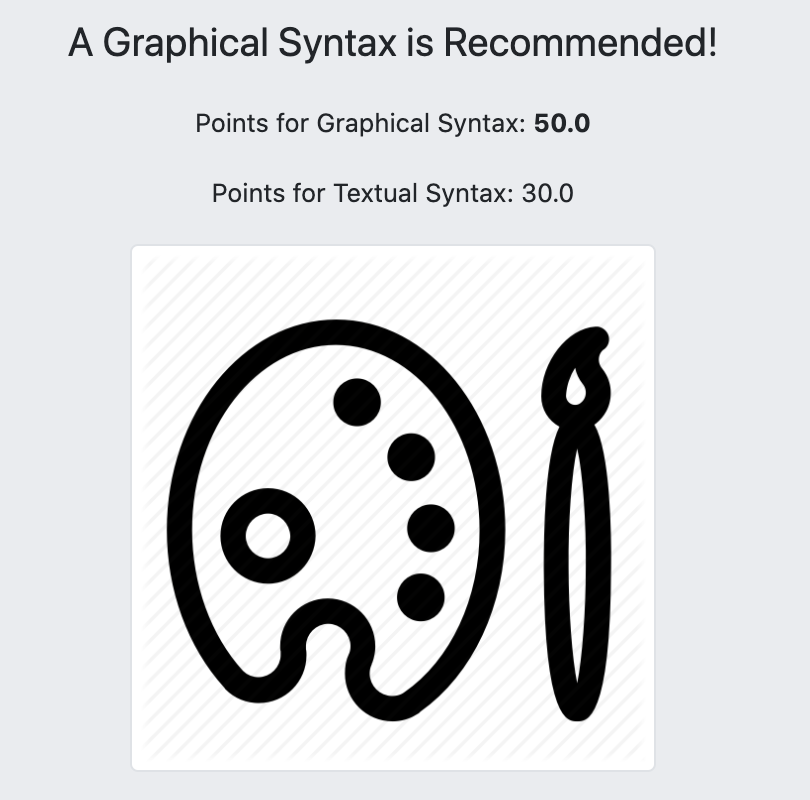 A Graphical Syntax is Recommended!
Points for Graphical Syntax: 50.0
Points for Textual Syntax: 30.0